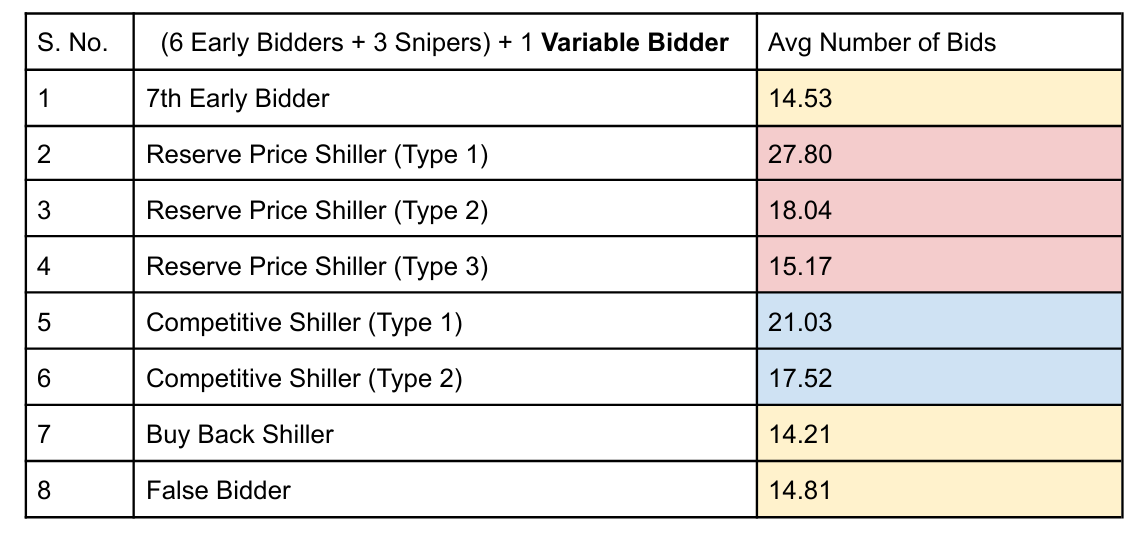 S. No. (6 Early Bidders + 3 Snipers) + 1 Variable Bidder Avg Number of Bids
1 7th Early Bidder 14.53
2 Reserve Price Shiller (Type 1) 27.80
3 Reserve Price Shiller (Type 2) 18.04
4 Reserve Price Shiller (Type 3) 15.17
5 Competitive Shiller (Type 1) 21.03
6 Competitive Shiller (Type 2) 17.52
7 Buy Back Shiller 14.21
8 False Bidder 14.81